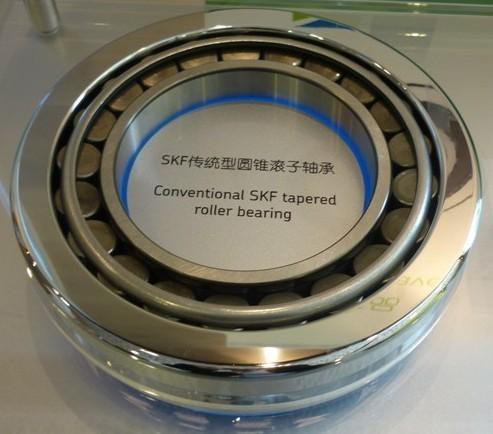 SKF传统型圆锥滚子轴承
Conventional SKF tapered
roller bearing